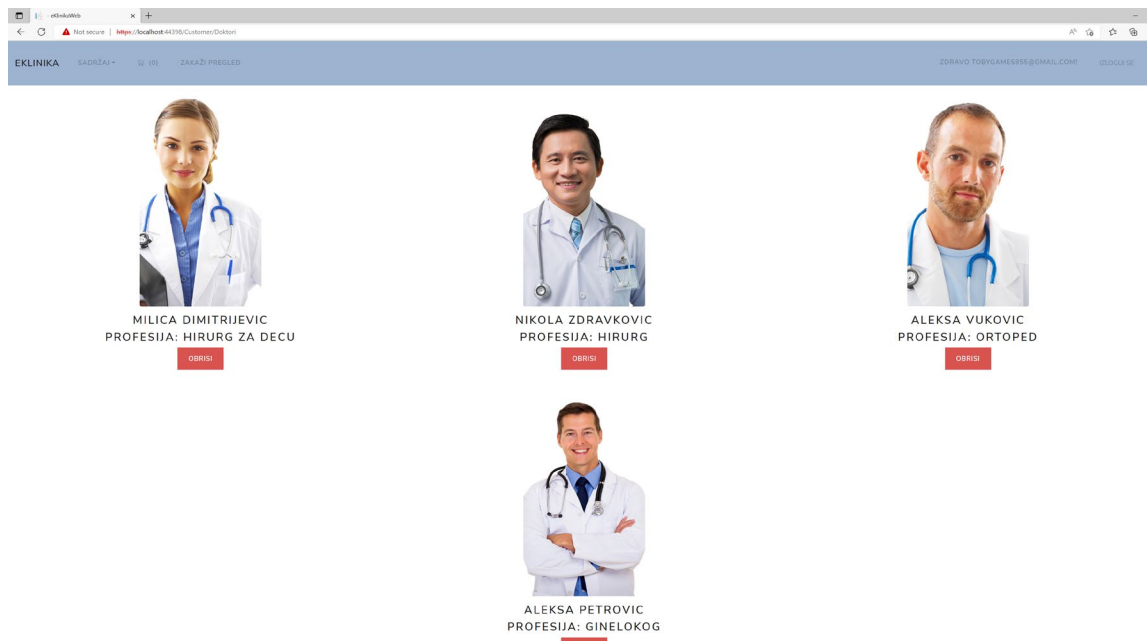 eKlinikaWeb
Not secure | https://localhost:44398/Customer/Doktori
EKLINIKA SADRŽAJ (0) ZAKAŽI PREGLED ZDRAVO TOBYGAMES955@GMAIL.COM! IZLOGUJ SE
MILICA DIMITRIJEVIC
PROFESIJA: HIRURG ZA DECU
OBRISI
NIKOLA ZDRAVKOVIC
PROFESIJA: HIRURG
OBRISI
ALEKSA VUKOVIC
PROFESIJA: ORTOPED
OBRISI
ALEKSA PETROVIC
PROFESIJA: GINELOKOG